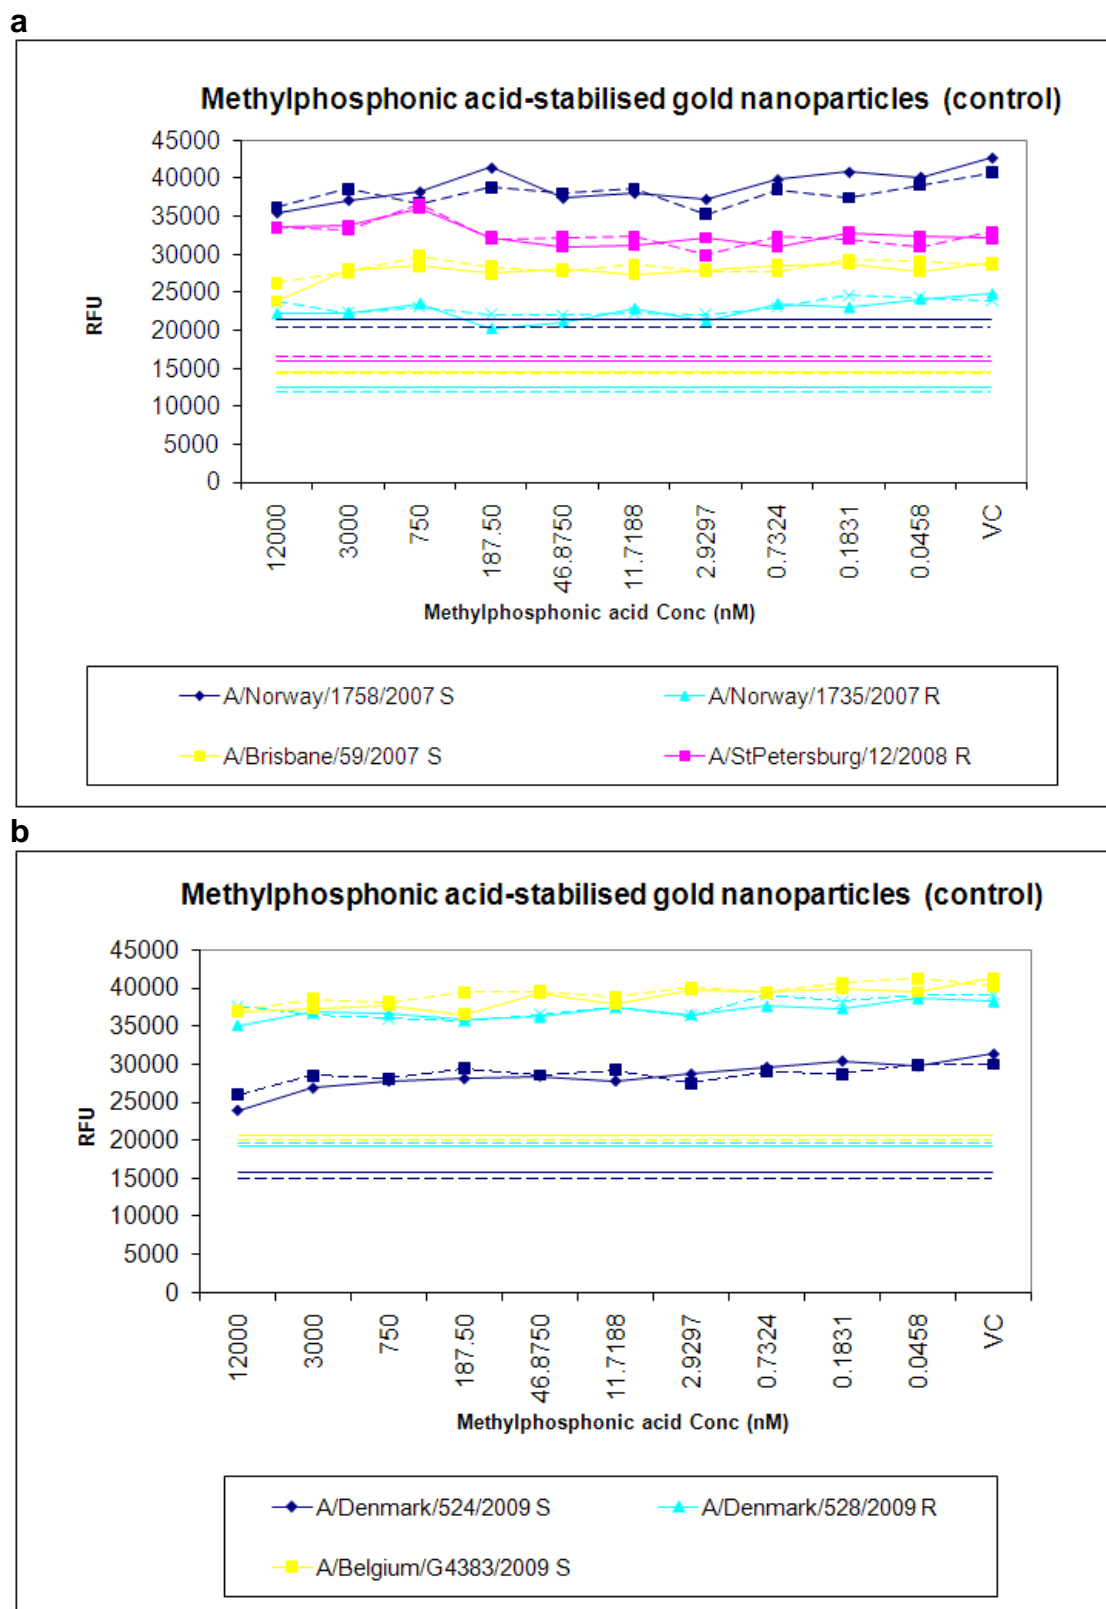 a
Methylphosphonic acid-stabilised gold nanoparticles (control)
45000
40000
35000
30000
25000
20000
15000
10000
5000
0
RFU
12000
3000
750
187.50
46.8750
11.7188
2.9297
0.7324
0.1831
0.0458
VC
Methylphosphonic acid Conc (nM)
A/Norway/1758/2007 S
A/Norway/1735/2007 R
A/Brisbane/59/2007 S
A/StPetersburg/12/2008 R
b
Methylphosphonic acid-stabilised gold nanoparticles (control)
45000
40000
35000
30000
25000
20000
15000
10000
5000
0
RFU
12000
3000
750
187.50
46.8750
11.7188
2.9297
0.7324
0.1831
0.0458
VC
Methylphosphonic acid Conc (nM)
A/Denmark/524/2009 S
A/Denmark/528/2009 R
A/Belgium/G4383/2009 S